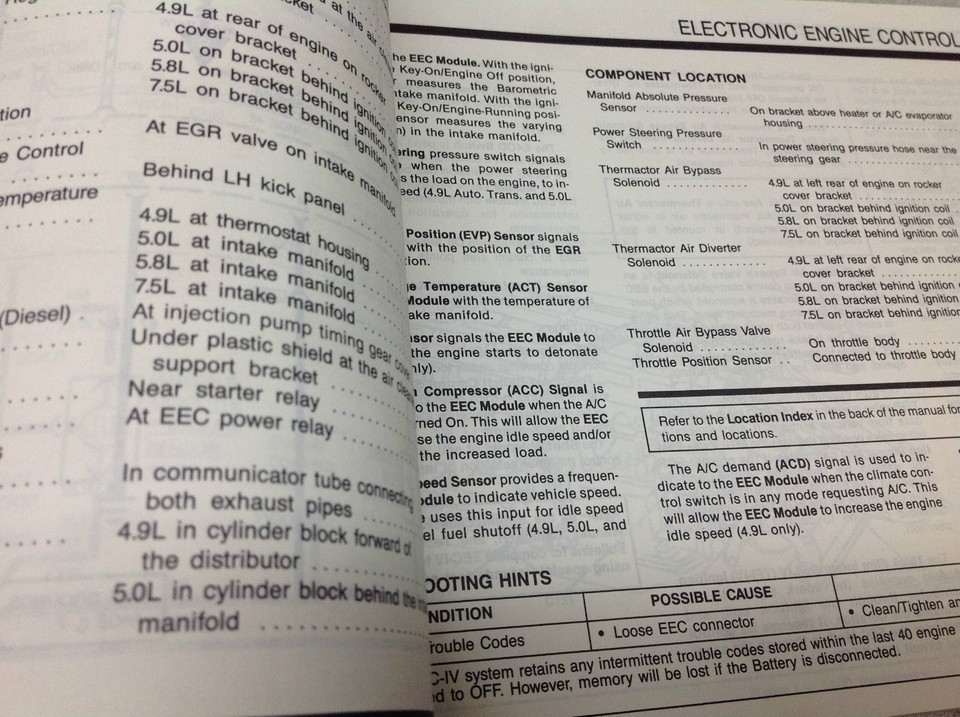 at the air
4.9L at rear of engine on rocker
cover bracket
5.0L on bracket behind ignition
5.8L on bracket behind ignition
7.5L on bracket behind ignition
tion
At EGR valve on intake manifold
e Control
Behind LH kick panel
emperature
4.9L at thermostat housing
5.0L at intake manifold
5.8L at intake manifold
7.5L at intake manifold
(Diesel) .
At injection pump timing gear cover
Under plastic shield at the air
support bracket
Near starter relay
At EEC power relay
In communicator tube connecting
both exhaust pipes
4.9L in cylinder block forward of
the distributor
5.0L in cylinder block behind the
manifold
ELECTRONIC ENGINE CONTROL
he EEC Module. With the igni-
Key-On/Engine Off position,
measures the Barometric
ntake manifold. With the igni-
Key-On/Engine-Running posi-
ensor measures the varying
n) in the intake manifold.
ering pressure switch signals
when the power steering
s the load on the engine, to in-
eed (4.9L Auto. Trans. and 5.0L
Position (EVP) Sensor signals
with the position of the EGR
tion.
ge Temperature (ACT) Sensor
Module with the temperature of
ake manifold.
nsor signals the EEC Module to
the engine starts to detonate
nly).
Compressor (ACC) Signal is
o the EEC Module when the A/C
rned On. This will allow the EEC
se the engine idle speed and/or
the increased load.
peed Sensor provides a frequen-
odule to indicate vehicle speed.
uses this input for idle speed
el fuel shutoff (4.9L, 5.0L, and
COMPONENT LOCATION
Manifold Absolute Pressure
Sensor . . . . . . . . . . . . . On bracket above heater or A/C evaporator
housing . . . . . . . . . . . . . . . . . . . . . .
Power Steering Pressure
Switch . . . . . . . . . . . . . In power steering pressure hose near the
steering gear . . . . . . . . . . . . . . . .
Thermactor Air Bypass
Solenoid . . . . . . . . . . . . 4.9L at left rear of engine on rocker
cover bracket . . . . . . . . . . . . . .
5.0L on bracket behind ignition coil .
5.8L on bracket behind ignition coil
7.5L on bracket behind ignition coil
Thermactor Air Diverter
Solenoid . . . . . . . . . . . . 4.9L at left rear of engine on rocke
cover bracket . . . . . . . . . . . .
5.0L on bracket behind ignition
5.8L on bracket behind ignition
7.5L on bracket behind ignition
Throttle Air Bypass Valve
Solenoid . . . . . . . . . . . . On throttle body . . . . . . . .
Throttle Position Sensor . . Connected to throttle body
Refer to the Location Index in the back of the manual for
tions and locations.
The A/C demand (ACD) signal is used to in-
dicate to the EEC Module when the climate con-
trol switch is in any mode requesting A/C. This
will allow the EEC Module to increase the engine
idle speed (4.9L only).
OOTING HINTS
NDITION POSSIBLE CAUSE
Trouble Codes • Loose EEC connector • Clean/Tighten an
C-IV system retains any intermittent trouble codes stored within the last 40 engine
d to OFF. However, memory will be lost if the Battery is disconnected.